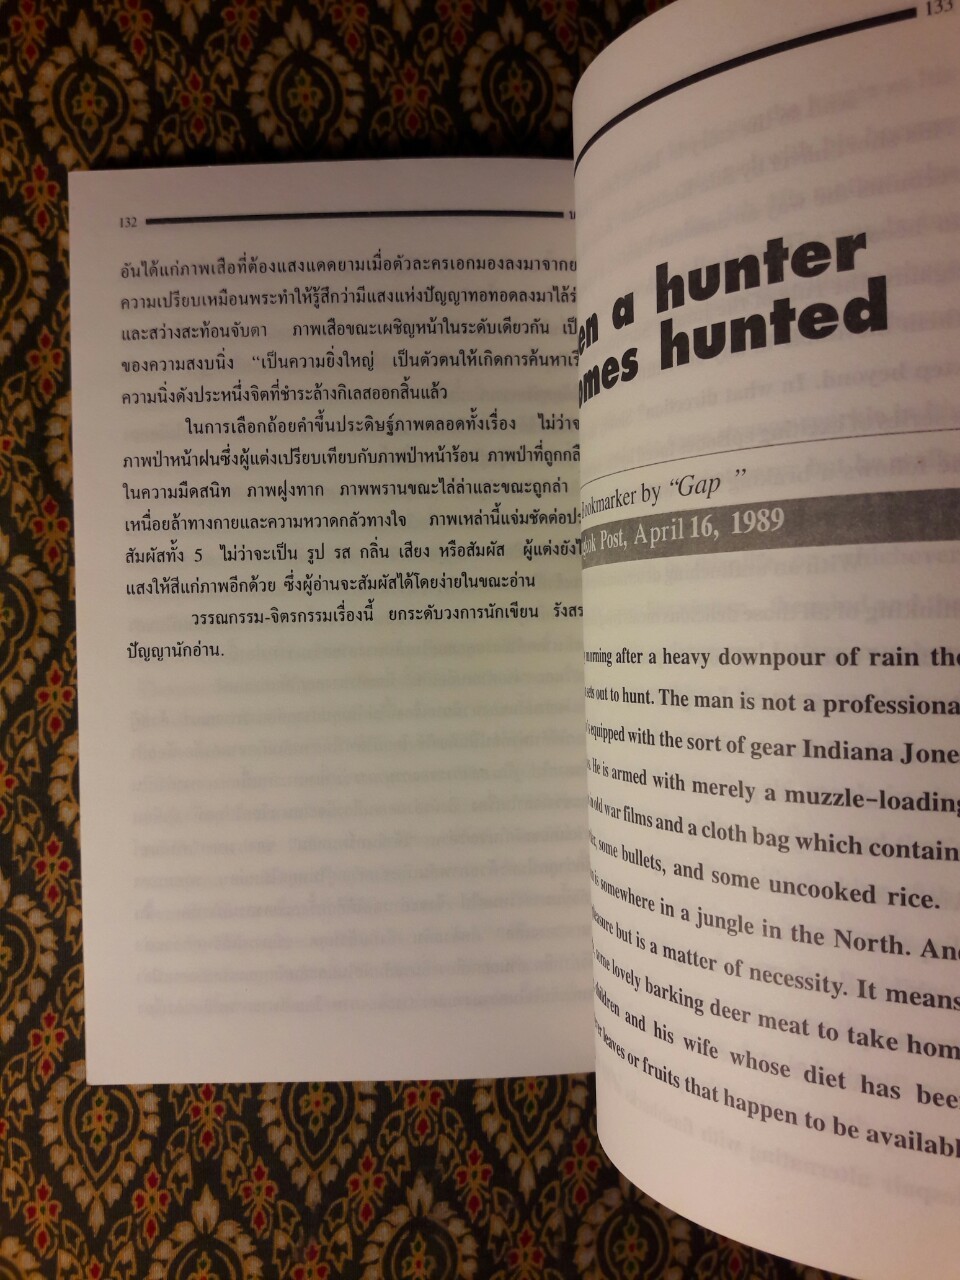 132
อันได้แก่ภาพเสือที่ต้องแสงแดดยามเมื่อตัวละครเอกมองลงมาจาก
ความเปรียบเหมือนพระทำให้รู้สึกว่ามีแสงแห่งปัญญาทอทอดลงมาไล้
และสว่างสะท้อนจับตา ภาพเสือขณะเผชิญหน้าในระดับเดียวกัน
ของความสงบนิ่ง “เป็นความยิ่งใหญ่ เป็นตัวตนให้เกิดการค้นหา
ความนิ่งดังประหนึ่งจิตที่ชำระล้างกิเลสออกสิ้นแล้ว
ในการเลือกถ้อยคำขึ้นประดิษฐ์ภาพตลอดทั้งเรื่อง ไม่ว่า
ภาพป่าหน้าฝนซึ่งผู้แต่งเปรียบเทียบกับภาพป่าหน้าร้อน ภาพป่าที่ถูก
ในความมืดสนิท ภาพฝูงทาก ภาพพรานขณะไล่ล่าและขณะถูกล่า
เหนื่อยล้าทางกายและความหวาดกลัวทางใจ ภาพเหล่านี้แจ่มชัดต่อ
สัมผัสทั้ง 5 ไม่ว่าจะเป็น รูป รส กลิ่น เสียง หรือสัมผัส ผู้แต่งยัง
แสงให้สีแก่ภาพอีกด้วย ซึ่งผู้อ่านจะสัมผัสได้โดยง่ายในขณะอ่าน
วรรณกรรม-จิตรกรรมเรื่องนี้ ยกระดับวงการนักเขียน
ปัญญานักอ่าน.
133
en a hunter
omes hunted
ookmarker by “Gap ”
kok Post, April 16, 1989
morning after a heavy downpour of rain the
sets out to hunt. The man is not a professiona
equipped with the sort of gear Indiana Jone
He is armed with merely a muzzle-loading
old war films and a cloth bag which contain
some bullets, and some uncooked rice.
is somewhere in a jungle in the North. And
leasure but is a matter of necessity. It means
some lovely barking deer meat to take hom
children and his wife whose diet has bee
leaves or fruits that happen to be availabl